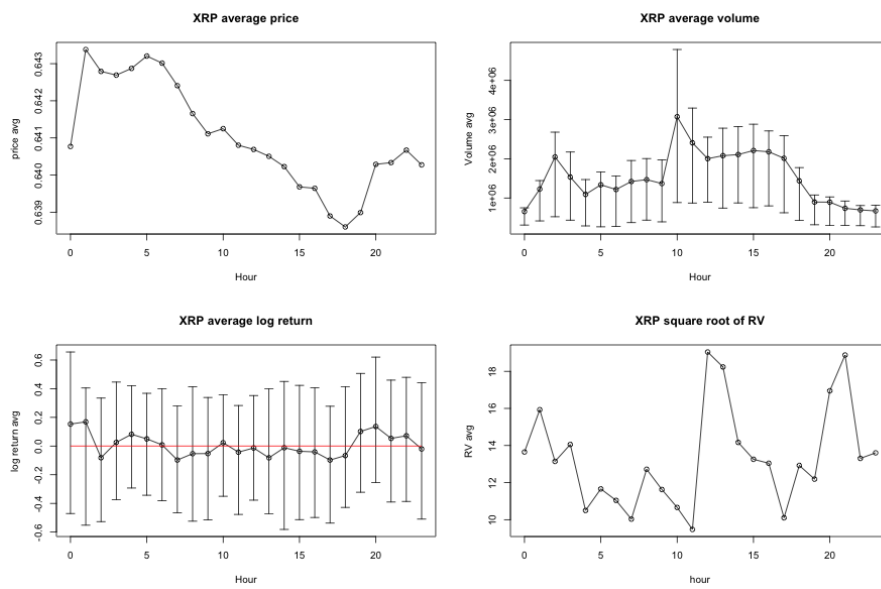 XRP average price
price avg
0.643
0.642
0.641
0.640
0.639
0 5 10 15 20
Hour
XRP average volume
Volume avg
4e+06
3e+06
2e+06
1e+06
0 5 10 15 20
Hour
XRP average log return
log return avg
0.6
0.4
0.2
0.0
-0.2
-0.4
-0.6
0 5 10 15 20
Hour
XRP square root of RV
RV avg
18
16
14
12
10
0 5 10 15 20
hour